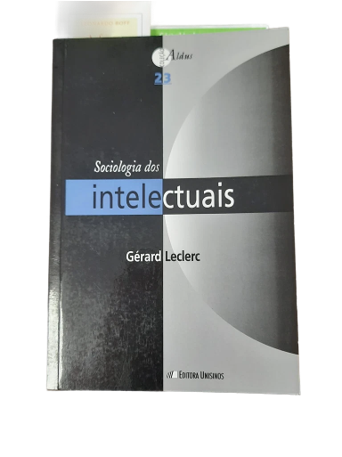 Aldus
23
Sociologia dos
intelectuais
Gérard Leclerc
EDITORA UNISINOS